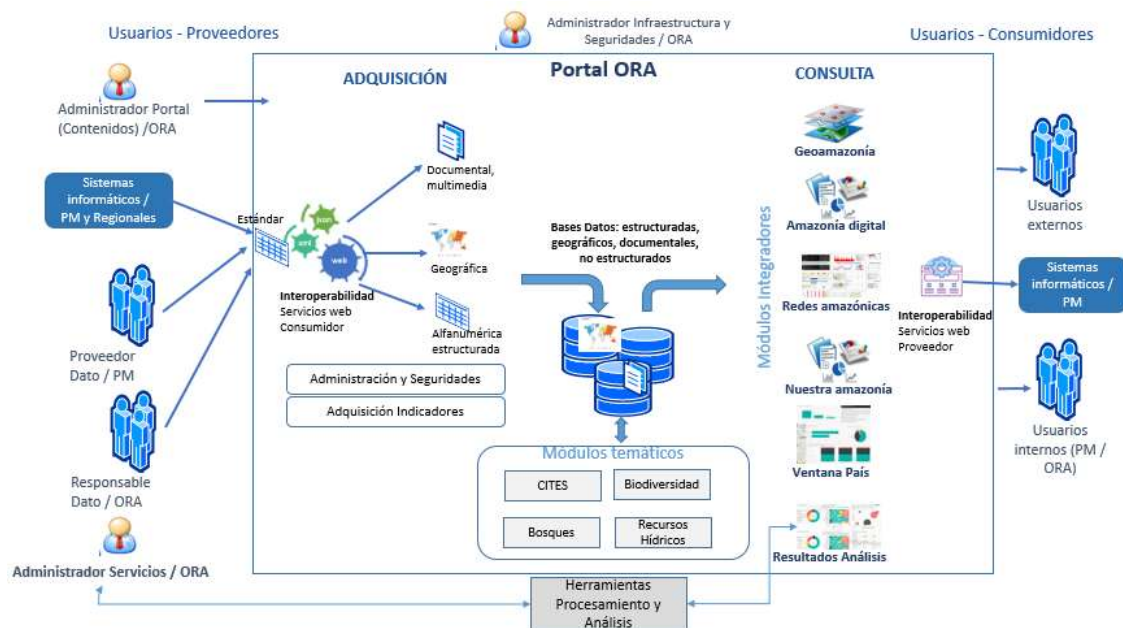 Administrador Infraestructura y
Seguridades / ORA
Usuarios - Proveedores
Usuarios - Consumidores
Portal ORA
ADQUISICIÓN
CONSULTA
Administrador Portal
(Contenidos) /ORA
Sistemas
informáticos /
PM y Regionales
Estándar
json
xml
web
Interoperabilidad
Servicios web
Consumidor
Documental,
multimedia
Geográfica
Alfanumérica
estructurada
Administración y Seguridades
Adquisición Indicadores
Proveedor
Dato / PM
Responsable
Dato / ORA
Administrador Servicios / ORA
Bases Datos: estructuradas,
geográficos, documentales,
no estructurados
Módulos temáticos
CITES
Biodiversidad
Bosques
Recursos
Hídricos
Módulos Integradores
Geoamazonía
Amazonía digital
Redes amazónicas
Nuestra amazonía
Ventana País
Resultados Análisis
Interoperabilidad
Servicios web
Proveedor
Usuarios
externos
Sistemas
informáticos /
PM
Usuarios
internos (PM /
ORA)
Herramientas
Procesamiento y
Análisis